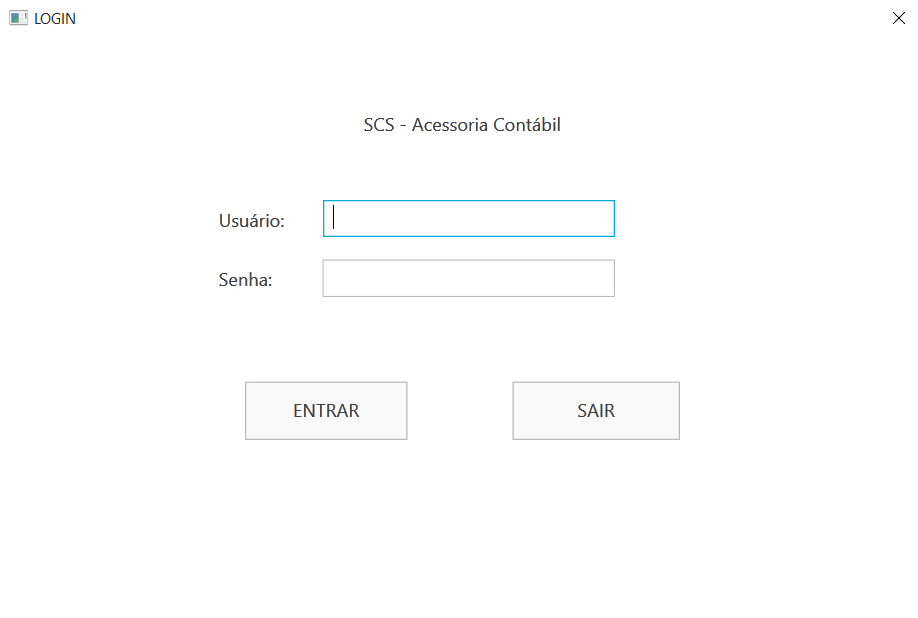 LOGIN
SCS - Acessoria Contábil
Usuário:
Senha:
ENTRAR SAIR